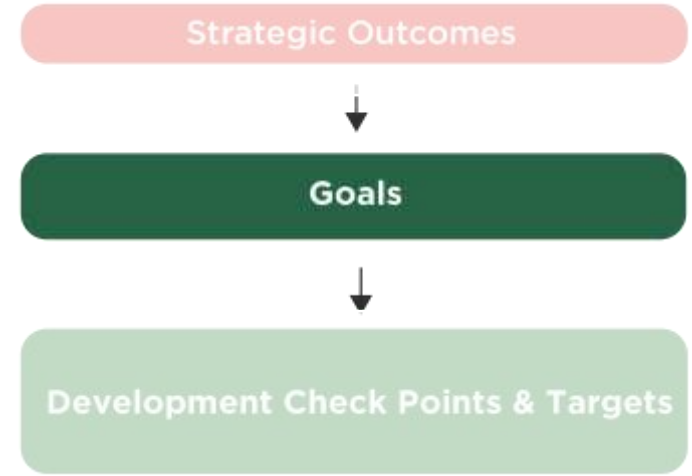 Strategic Outcomes
Goals
Development Check Points & Targets